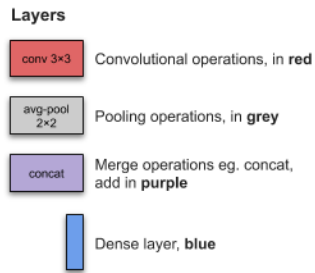 Layers
conv 3×3
Convolutional operations, in red
avg-pool
2×2
Pooling operations, in grey
concat
Merge operations eg. concat,
add in purple
Dense layer, blue